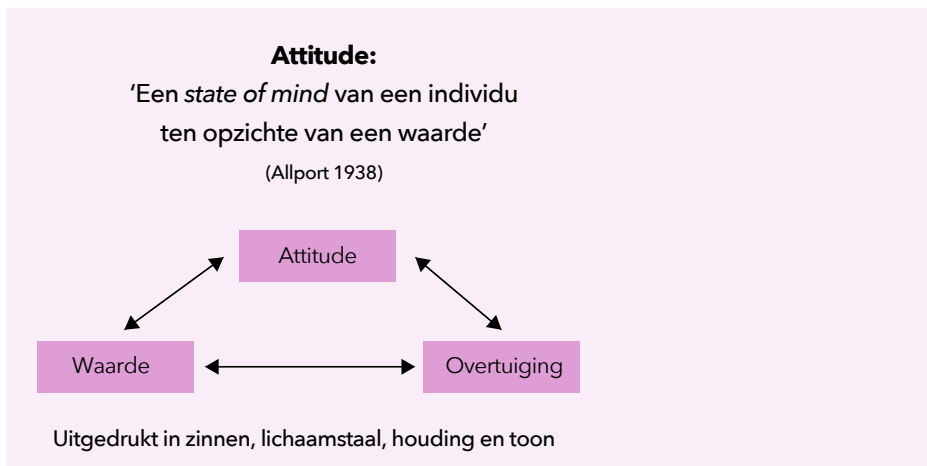 Attitude:
‘Een state of mind van een individu
ten opzichte van een waarde’
(Allport 1938)
Attitude
Waarde
Overtuiging
Uitgedrukt in zinnen, lichaamstaal, houding en toon